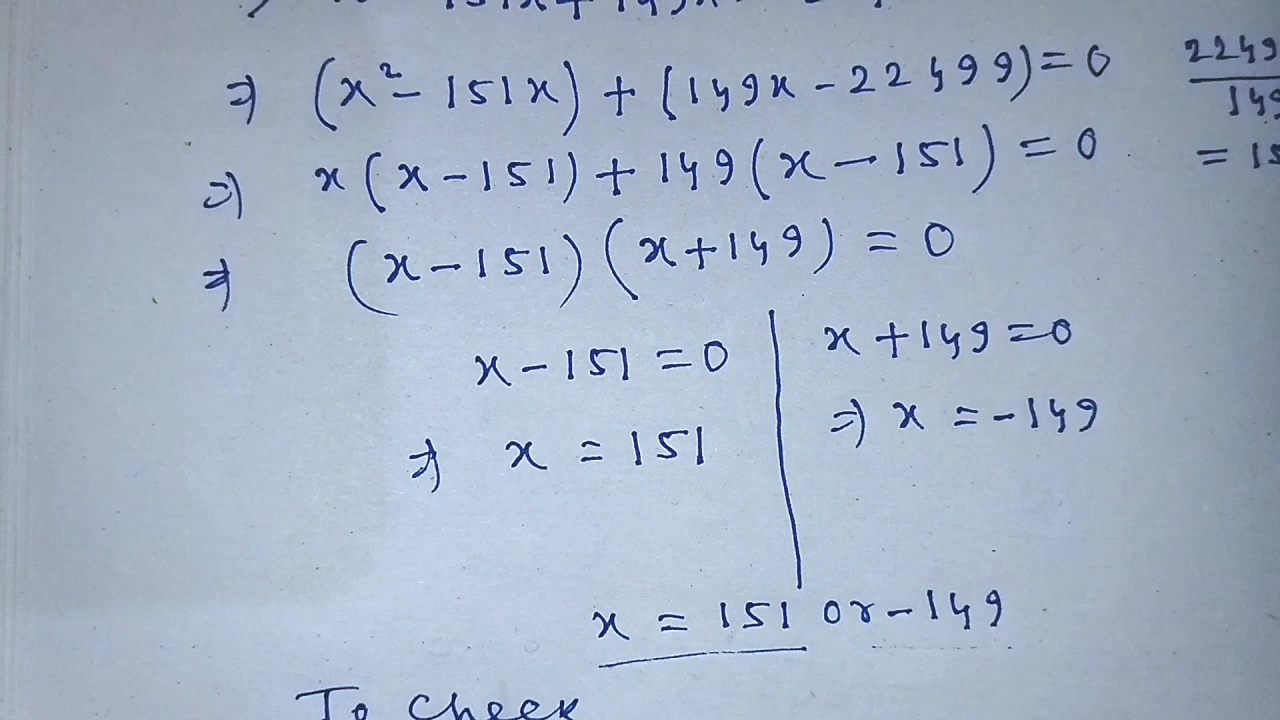 ⇒ (x² - 151x) + (149x - 22499) = 0
⇒ x(x - 151) + 149(x - 151) = 0
⇒ (x - 151)(x + 149) = 0
x - 151 = 0
⇒ x = 151
x + 149 = 0
⇒ x = -149
x = 151 or -149
To check